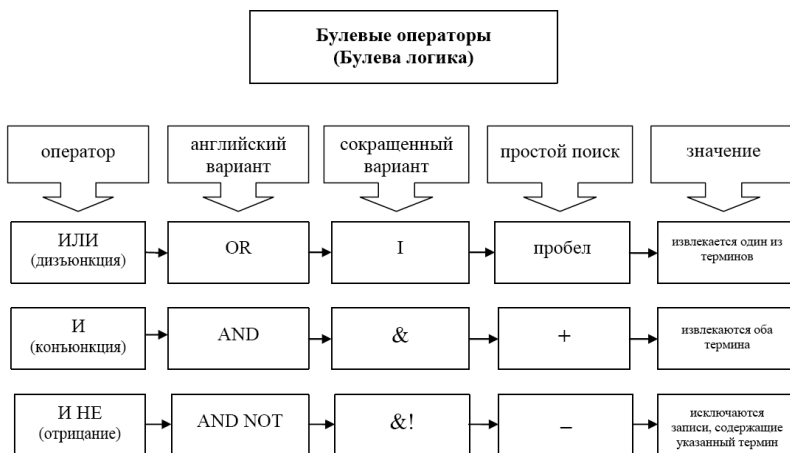 Булевые операторы
(Булева логика)
оператор
английский
вариант
сокращенный
вариант
простой поиск
значение
ИЛИ
(дизъюнкция)
OR
I
пробел
извлекается один из
терминов
И
(конъюнкция)
AND
&
+
извлекаются оба
термина
И НЕ
(отрицание)
AND NOT
&!
–
исключаются
записи, содержащие
указанный термин